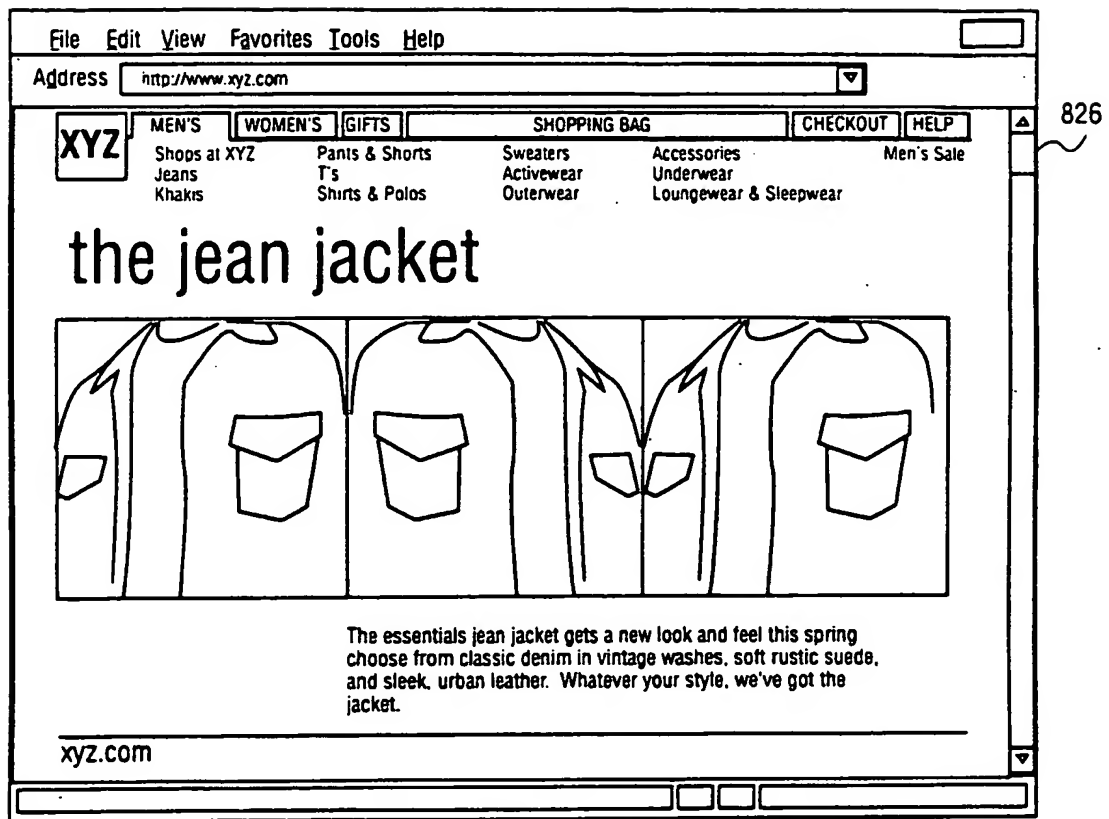 File Edit View Favorites Tools Help
Address http://www.xyz.com
826
XYZ MEN'S WOMEN'S GIFTS SHOPPING BAG CHECKOUT HELP
Shops at XYZ Pants & Shorts Sweaters Accessories Men's Sale
Jeans T's Activewear Underwear
Khakis Shirts & Polos Outerwear Loungewear & Sleepwear
the jean jacket
The essentials jean jacket gets a new look and feel this spring
choose from classic denim in vintage washes, soft rustic suede,
and sleek, urban leather. Whatever your style, we've got the
jacket.
xyz.com